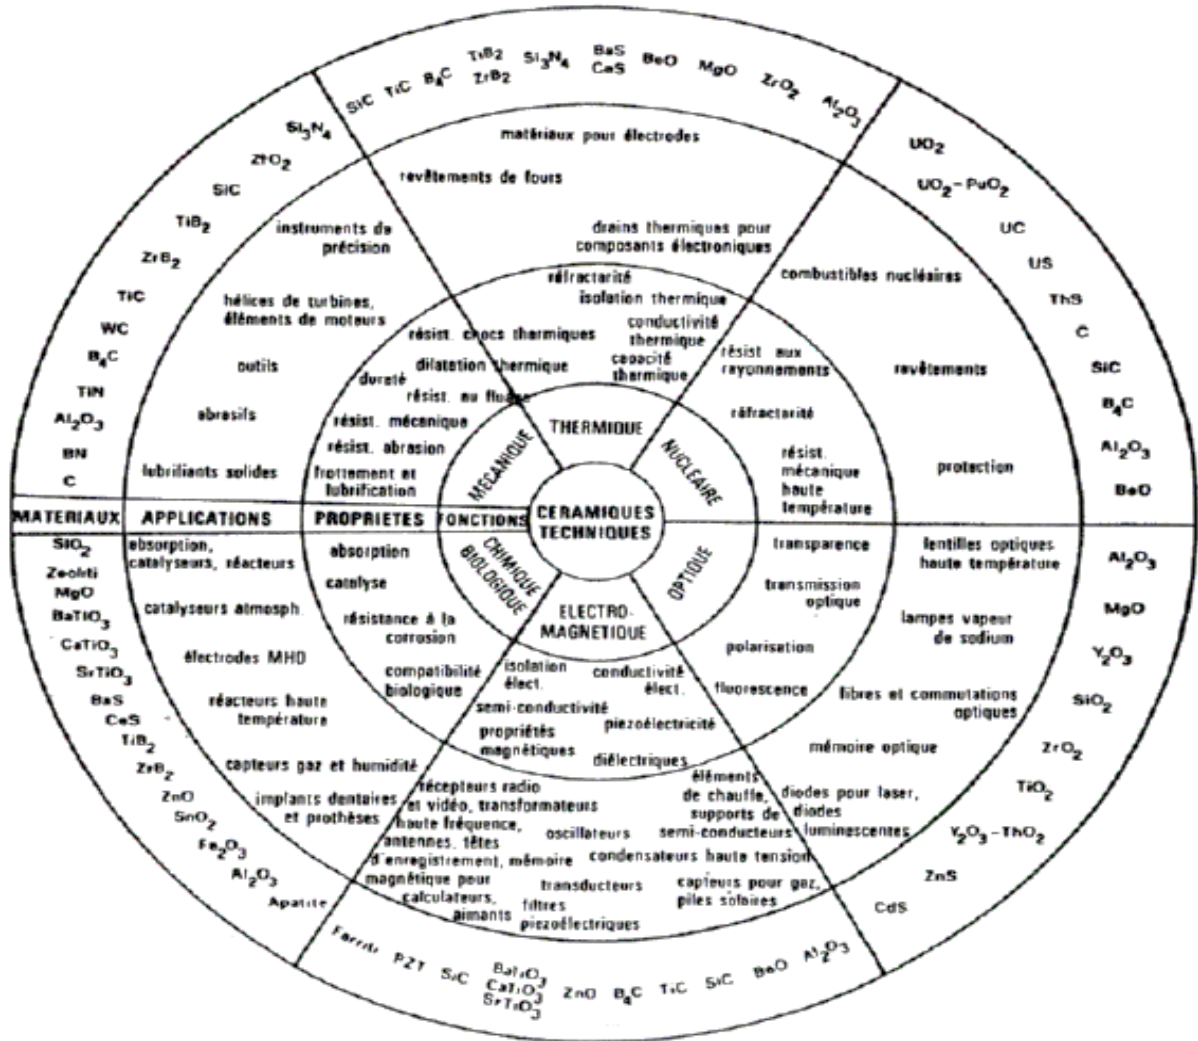 CERAMIQUES
TECHNIQUES
MATERIAUX
APPLICATIONS
PROPRIETES
FONCTIONS
THERMIQUE
réfractarité
isolation thermique
résist. chocs thermiques
conductivité
thermique
dilatation thermique
capacité
thermique
matériaux pour électrodes
revêtements de fours
drains thermiques pour
composants électroniques
SiC
TiC
B4C
TiB2
ZrB2
Si3N4
BaS
CeS
BeO
MgO
ZrO2
Al2O3
NUCLÉAIRE
résist aux
rayonnements
réfractarité
résist.
mécanique
haute
température
combustibles nucléaires
revêtements
protection
UO2
UO2-PuO2
UC
US
ThS
C
SiC
B4C
Al2O3
BeO
OPTIQUE
transparence
transmission
optique
polarisation
fluorescence
lentilles optiques
haute température
lampes vapeur
de sodium
fibres et commutations
optiques
mémoire optique
diodes pour laser,
diodes
luminescentes
Al2O3
MgO
Y2O3
SiO2
ZrO2
TiO2
Y2O3-ThO2
ZnS
CdS
ELECTRO-
MAGNETIQUE
isolation
élect.
conductivité
élect.
semi-conductivité
piezoélectricité
propriétés
magnétiques
diélectriques
récepteurs radio
et vidéo, transformateurs
haute fréquence,
antennes. têtes
d'enregistrement, mémoire
magnétique pour
calculateurs,
aimants
oscillateurs
éléments
de chauffe,
supports de
semi-conducteurs
condensateurs haute tension
transducteurs
capteurs pour gaz,
piles solaires
filtres
piezoélectriques
Ferriti
PZT
SiC
BaTiO3
CaTiO3
SrTiO3
ZnO
B4C
TiC
SiC
BeO
Al2O3
CHIMIQUE
BIOLOGIQUE
absorption
catalyse
résistance à la
corrosion
compatibilité
biologique
absorption,
catalyseurs, réacteurs
catalyseurs atmosph.
électrodes MHD
réacteurs haute
température
capteurs gaz et humidité
implants dentaires
et prothèses
SiO2
Zeoliti
MgO
BaTiO3
CaTiO3
SrTiO3
BaS
CeS
TiB2
ZrB2
ZnO
SnO2
Fe2O3
Al2O3
Apatite
MÉCANIQUE
dureté
résist. au fluage
résist. mécanique
résist. abrasion
frottement et
lubrification
instruments de
précision
hélices de turbines,
éléments de moteurs
outils
abrasifs
lubrifiants solides
Si3N4
ZrO2
SiC
TiB2
ZrB2
TiC
WC
B4C
TiN
Al2O3
BN
C